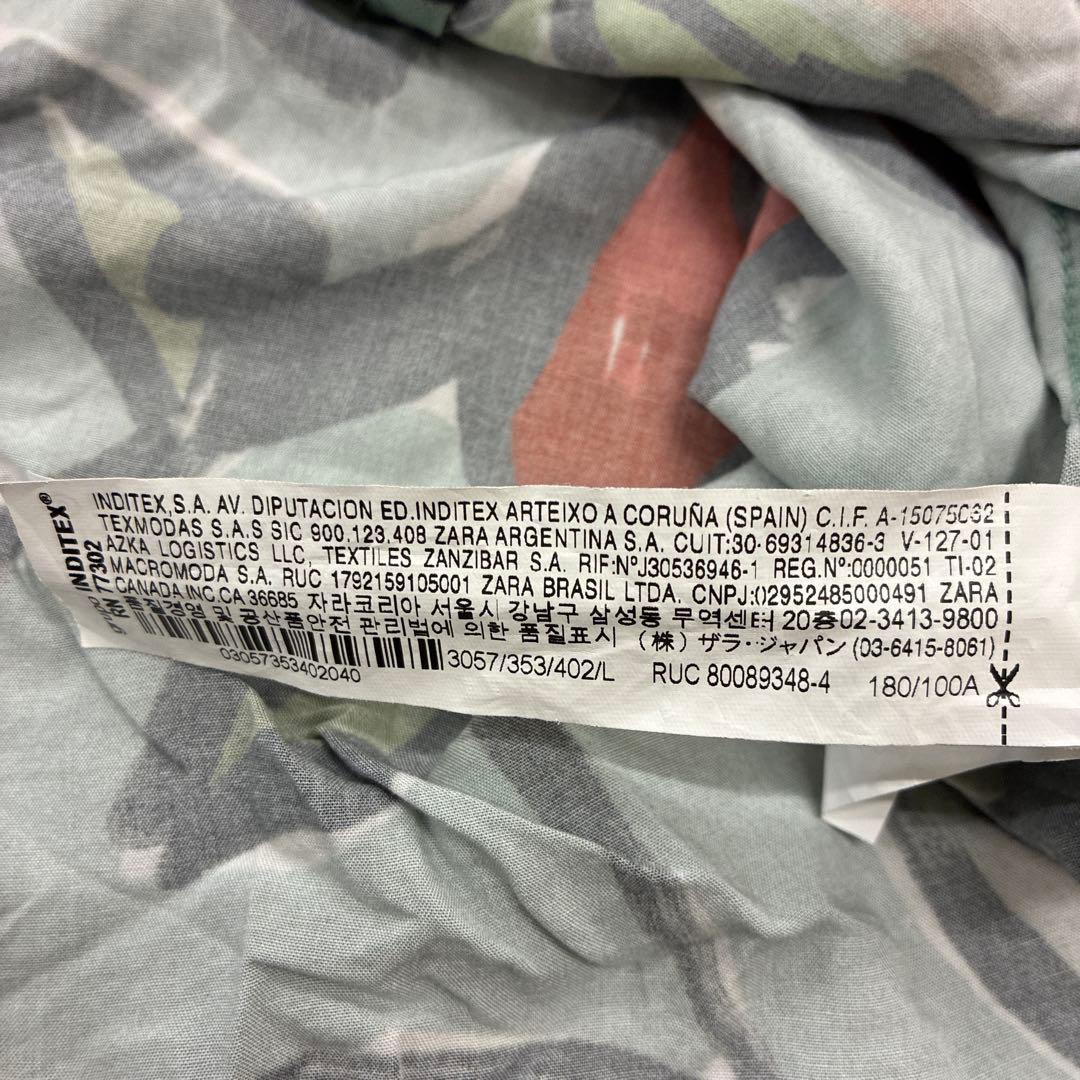 INDITEX®
RN 77302
INDITEX,S.A. AV. DIPUTACION ED.INDITEX ARTEIXO A CORUÑA (SPAIN) C.I.F. A-15075062
TEXMODAS S.A.S SIC 900.123.408 ZARA ARGENTINA S.A. CUIT:30-69314836-3 V-127-01
AZKA LOGISTICS LLC, TEXTILES ZANZIBAR S.A. RIF:NºJ30536946-1 REG.Nº:0000051 TI-02
MACROMODA S.A. RUC 1792159105001 ZARA BRASIL LTDA. CNPJ:02952485000491 ZARA
CANADA INC.CA 36685 자라코리아 서울시 강남구 삼성동 무역센터 20층02-3413-9800
품질경영 및 공산품안전 관리법에 의한 품질표시 (株) ザラ・ジャパン (03-6415-8061)
03057353402040 3057/353/402/L RUC 80089348-4 180/100A